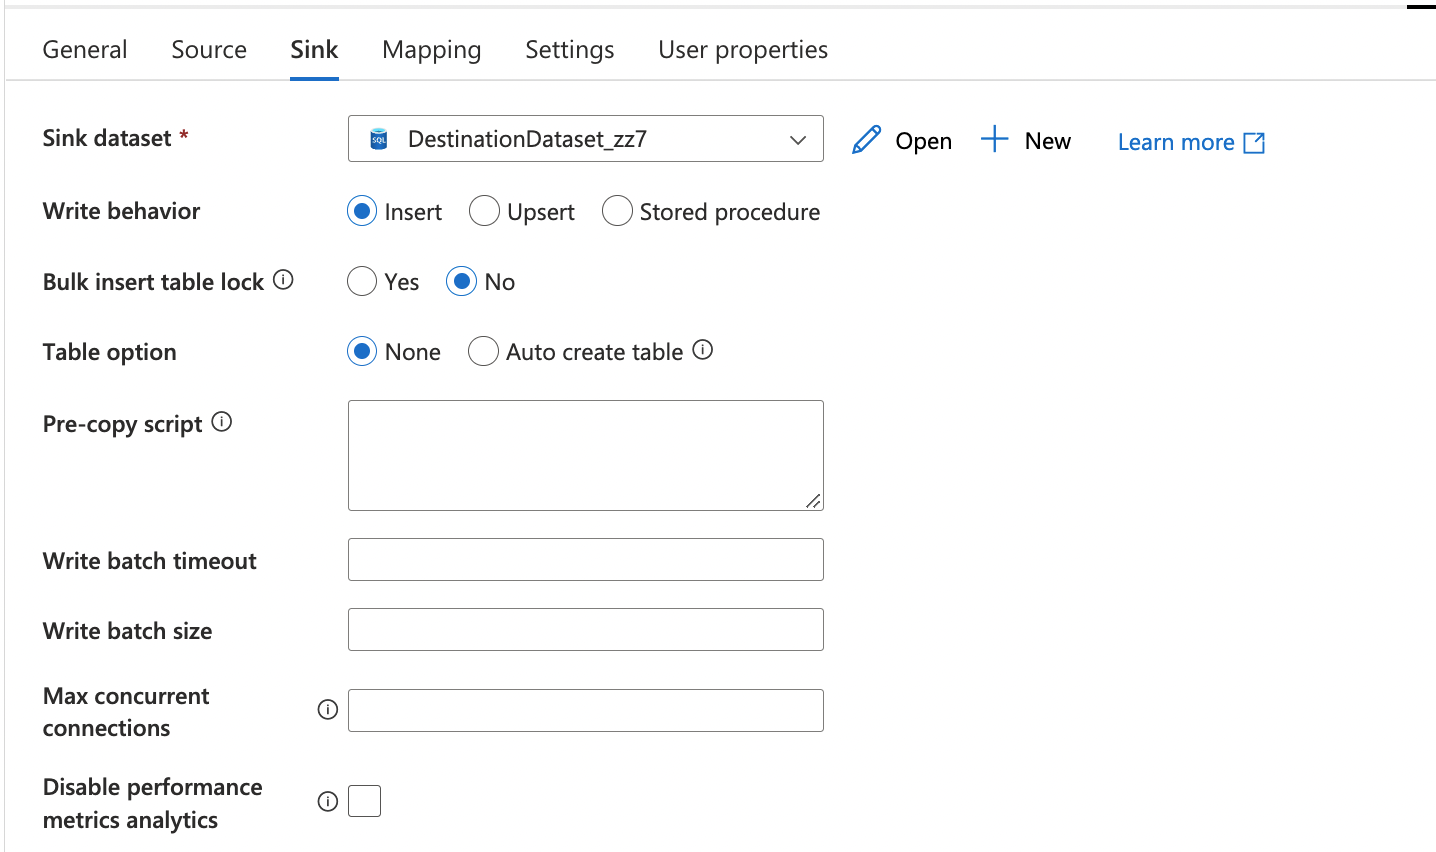 General Source Sink Mapping Settings User properties
Sink dataset * SQL DestinationDataset_zz7 Open New Learn more
Write behavior Insert Upsert Stored procedure
Bulk insert table lock Yes No
Table option None Auto create table
Pre-copy script
Write batch timeout
Write batch size
Max concurrent
connections
Disable performance
metrics analytics